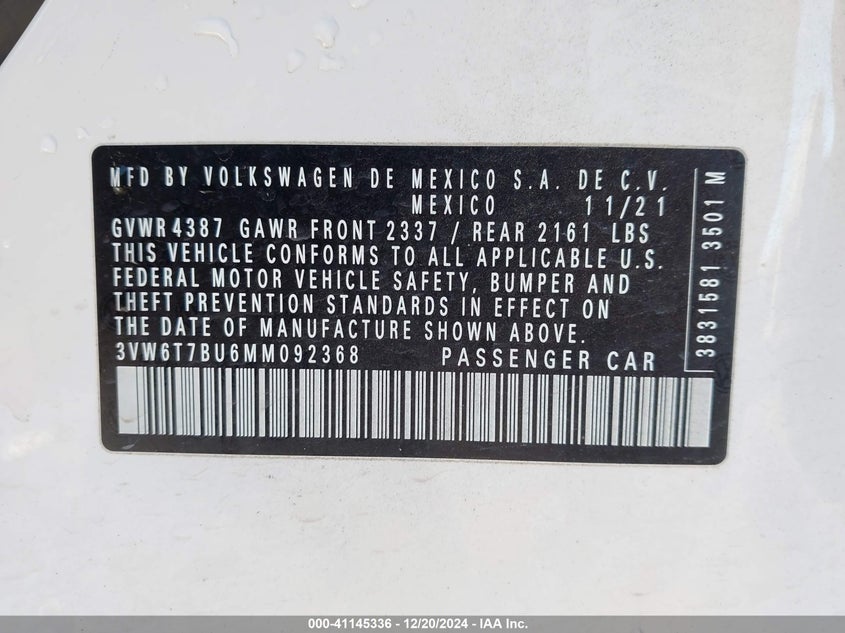 MFD BY VOLKSWAGEN DE MEXICO S.A. DE C.V.
MEXICO 11/21
GVWR 4387 GAWR FRONT 2337 / REAR 2161 LBS
THIS VEHICLE CONFORMS TO ALL APPLICABLE U.S.
FEDERAL MOTOR VEHICLE SAFETY, BUMPER AND
THEFT PREVENTION STANDARDS IN EFFECT ON
THE DATE OF MANUFACTURE SHOWN ABOVE.
3VW6T7BU6MM092368 PASSENGER CAR
3831581 3501 M
000-41145336 - 12/20/2024 - IAA Inc.